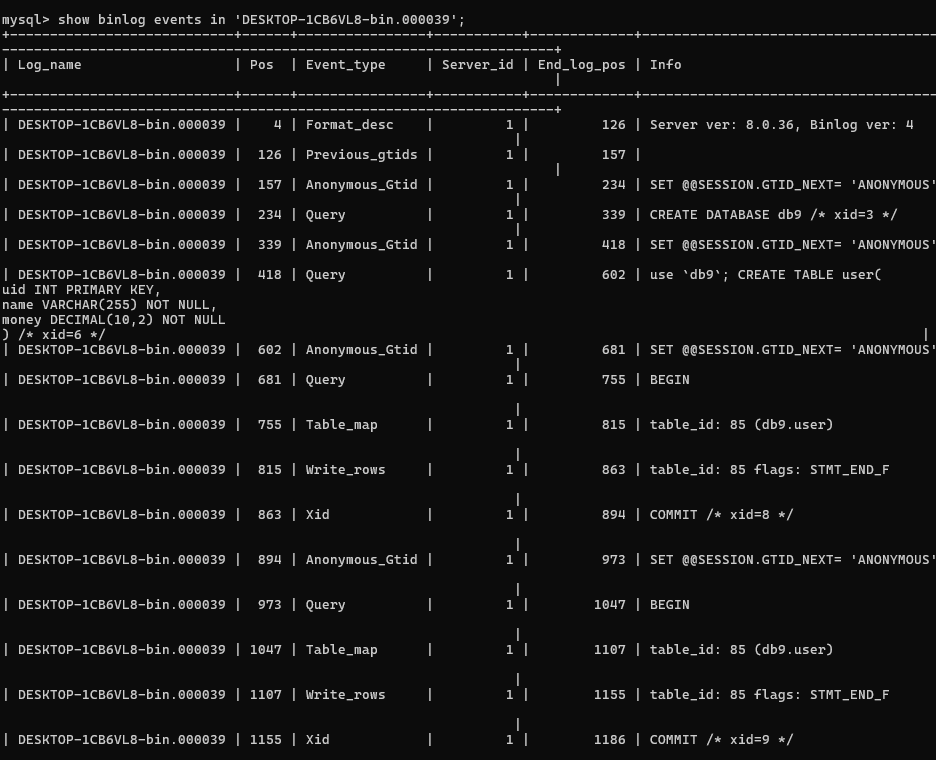 mysql> show binlog events in 'DESKTOP-1CB6VL8-bin.000039';
| Log_name | Pos | Event_type | Server_id | End_log_pos | Info |
| DESKTOP-1CB6VL8-bin.000039 | 4 | Format_desc | 1 | 126 | Server ver: 8.0.36, Binlog ver: 4 |
| DESKTOP-1CB6VL8-bin.000039 | 126 | Previous_gtids | 1 | 157 | |
| DESKTOP-1CB6VL8-bin.000039 | 157 | Anonymous_Gtid | 1 | 234 | SET @@SESSION.GTID_NEXT= 'ANONYMOUS' |
| DESKTOP-1CB6VL8-bin.000039 | 234 | Query | 1 | 339 | CREATE DATABASE db9 /* xid=3 */ |
| DESKTOP-1CB6VL8-bin.000039 | 339 | Anonymous_Gtid | 1 | 418 | SET @@SESSION.GTID_NEXT= 'ANONYMOUS' |
| DESKTOP-1CB6VL8-bin.000039 | 418 | Query | 1 | 602 | use `db9`; CREATE TABLE user(
uid INT PRIMARY KEY,
name VARCHAR(255) NOT NULL,
money DECIMAL(10,2) NOT NULL
) /* xid=6 */ |
| DESKTOP-1CB6VL8-bin.000039 | 602 | Anonymous_Gtid | 1 | 681 | SET @@SESSION.GTID_NEXT= 'ANONYMOUS' |
| DESKTOP-1CB6VL8-bin.000039 | 681 | Query | 1 | 755 | BEGIN |
| DESKTOP-1CB6VL8-bin.000039 | 755 | Table_map | 1 | 815 | table_id: 85 (db9.user) |
| DESKTOP-1CB6VL8-bin.000039 | 815 | Write_rows | 1 | 863 | table_id: 85 flags: STMT_END_F |
| DESKTOP-1CB6VL8-bin.000039 | 863 | Xid | 1 | 894 | COMMIT /* xid=8 */ |
| DESKTOP-1CB6VL8-bin.000039 | 894 | Anonymous_Gtid | 1 | 973 | SET @@SESSION.GTID_NEXT= 'ANONYMOUS' |
| DESKTOP-1CB6VL8-bin.000039 | 973 | Query | 1 | 1047 | BEGIN |
| DESKTOP-1CB6VL8-bin.000039 | 1047 | Table_map | 1 | 1107 | table_id: 85 (db9.user) |
| DESKTOP-1CB6VL8-bin.000039 | 1107 | Write_rows | 1 | 1155 | table_id: 85 flags: STMT_END_F |
| DESKTOP-1CB6VL8-bin.000039 | 1155 | Xid | 1 | 1186 | COMMIT /* xid=9 */